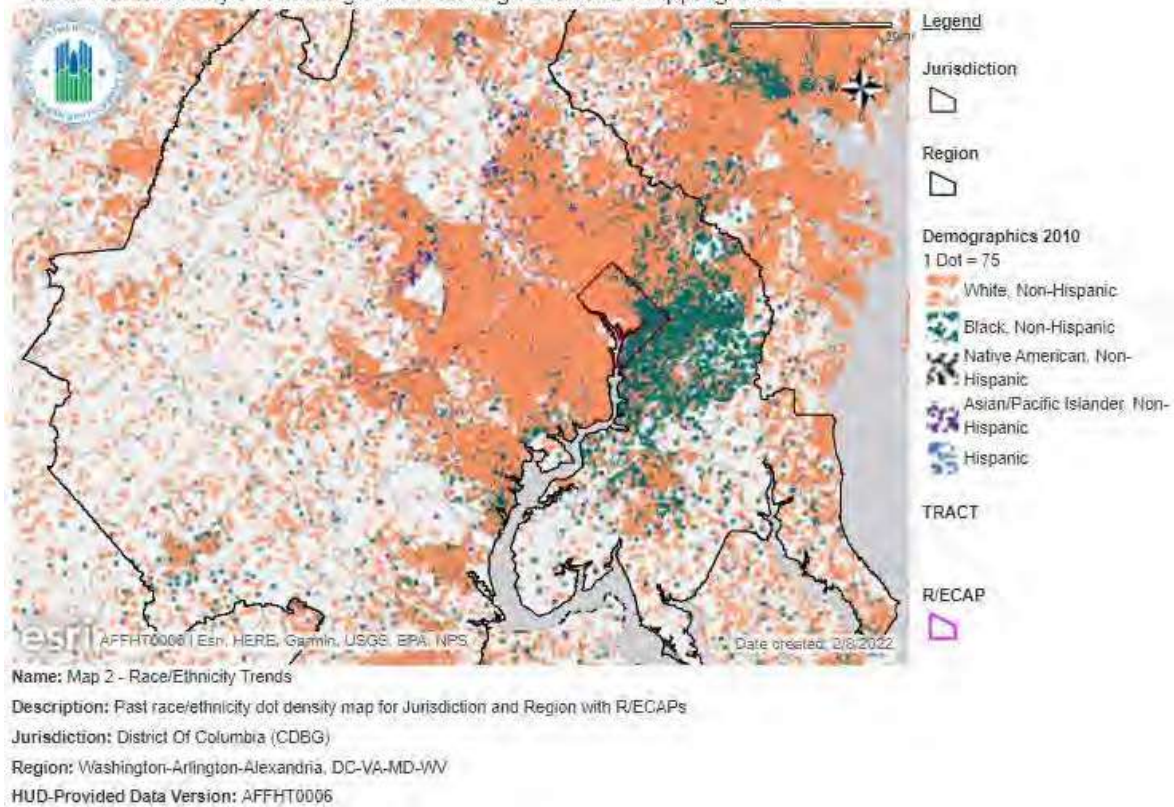 Legend
Jurisdiction
Region
Demographics 2010
1 Dot = 75
White, Non-Hispanic
Black, Non-Hispanic
Native American, Non-
Hispanic
Asian/Pacific Islander, Non-
Hispanic
Hispanic
TRACT
R/ECAP
esri AFFHT0006 | Esri, HERE, Garmin, USGS, EPA, NPS
Date created: 2/8/2022
Name: Map 2 - Race/Ethnicity Trends
Description: Past race/ethnicity dot density map for Jurisdiction and Region with R/ECAPs
Jurisdiction: District Of Columbia (CDBG)
Region: Washington-Arlington-Alexandria, DC-VA-MD-WV
HUD-Provided Data Version: AFFHT0006